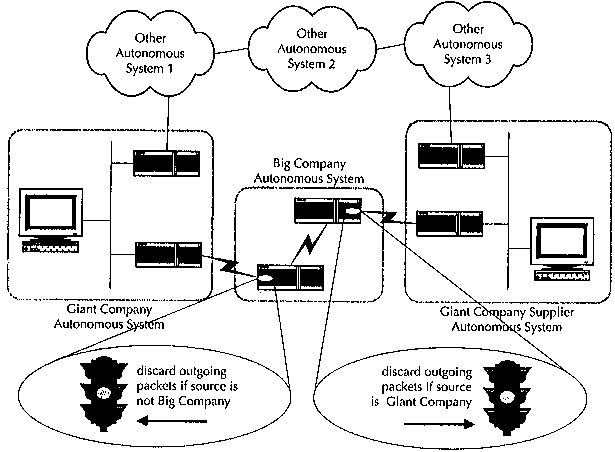 Other
Autonomous
System 1
Other
Autonomous
System 2
Other
Autonomous
System 3
Big Company
Autonomous System
Giant Company
Autonomous System
Giant Company Supplier
Autonomous System
discard outgoing
packets if source is
not Big Company
discard outgoing
packets If source
is Giant Company